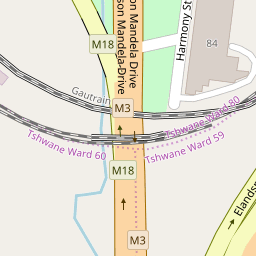 son Mandela Drive
on Mandela Drive
Harmony St
M18
84
Gautrain
M3
Tshwane Ward 80
Tshwane Ward 60
Tshwane Ward 59
M18
Elands
M3